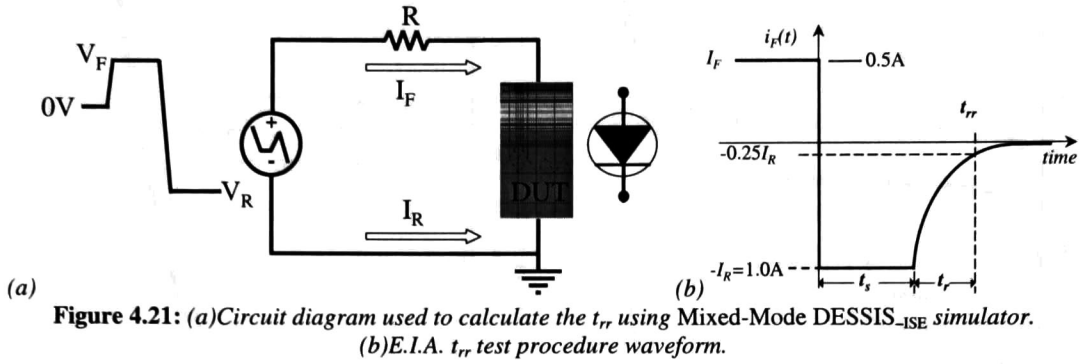 R
V_F
0V
I_F
DUT
V_R
I_R
(a)
i_F(t)
I_F
0.5A
t_rr
-0.25I_R
time
-I_R=1.0A
t_s
t_r
(b)
Figure 4.21: (a)Circuit diagram used to calculate the t_rr using Mixed-Mode DESSIS_-ISE simulator.
(b)E.I.A. t_rr test procedure waveform.